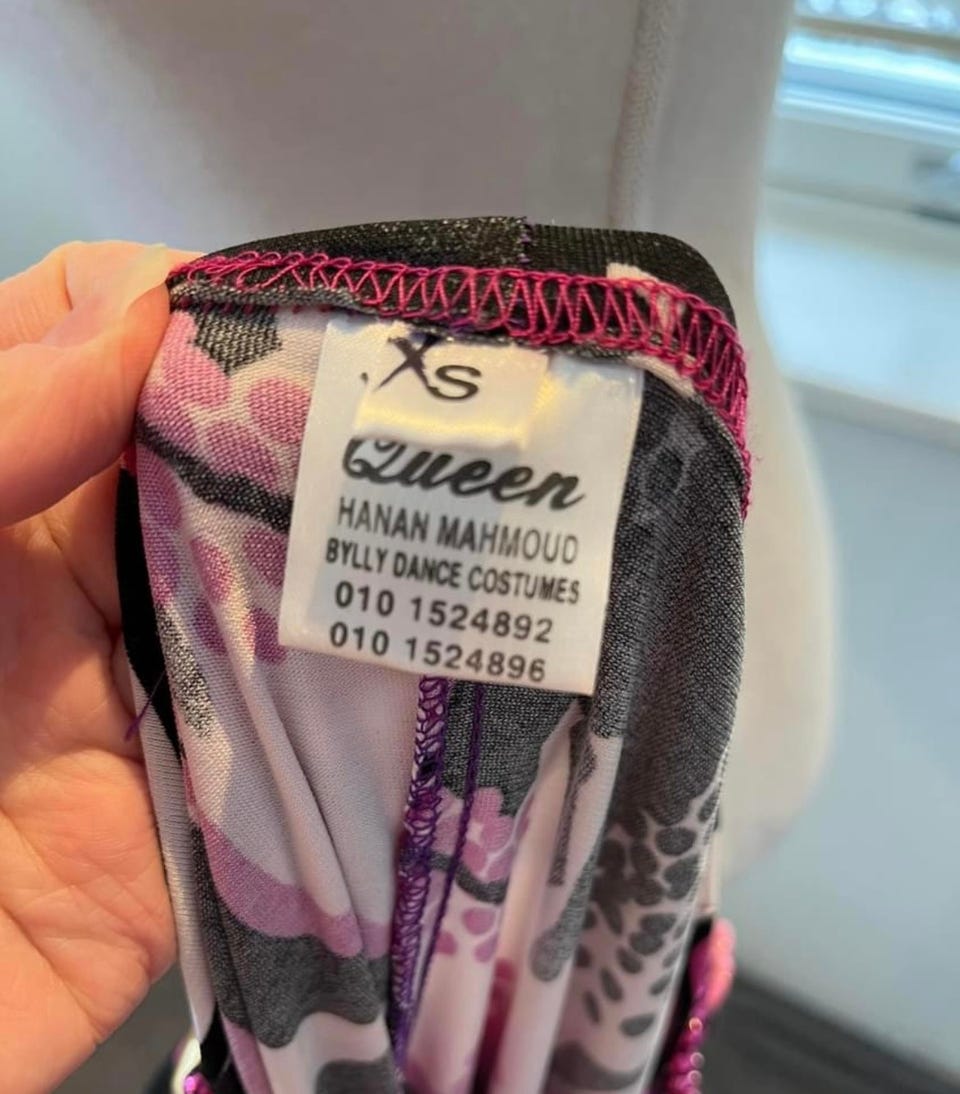 XS
Queen
HANAN MAHMOUD
BYLLY DANCE COSTUMES
010 1524892
010 1524896